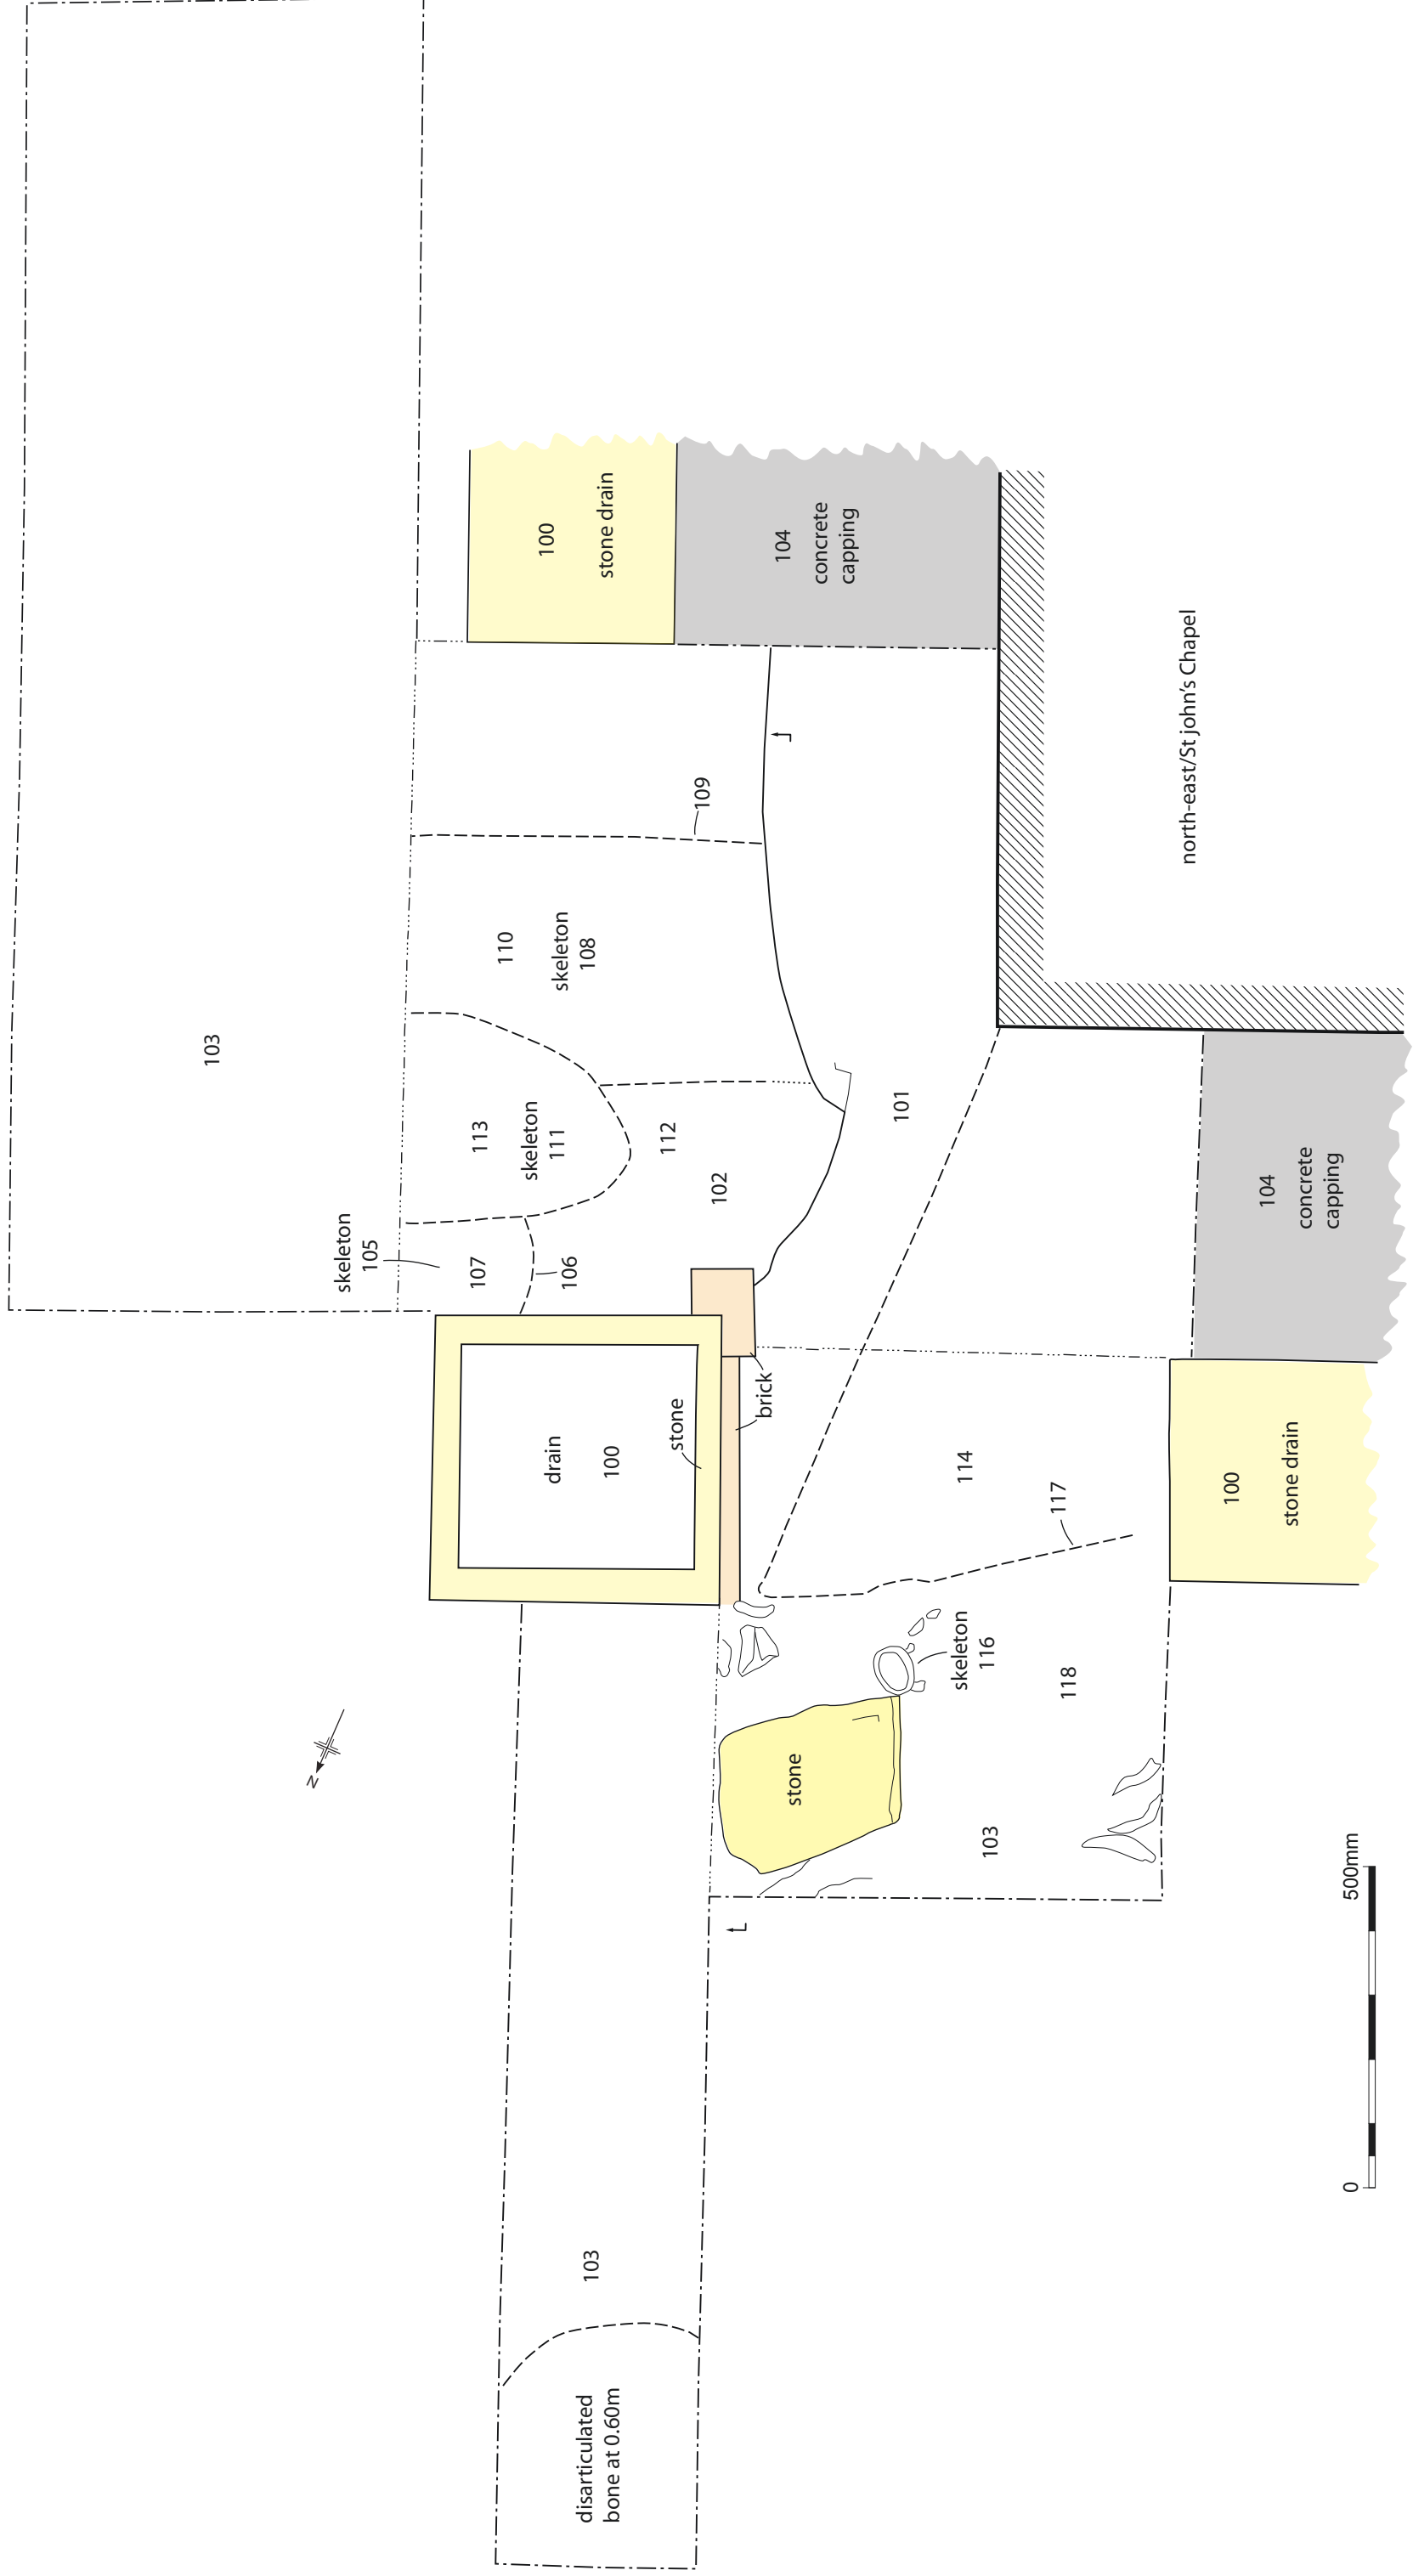 103
100
stone drain
104
concrete
capping
north-east/St John's Chapel
109
110
skeleton
108
113
skeleton
111
112
102
101
skeleton
105
107
106
104
concrete
capping
drain
100
stone
brick
114
117
100
stone drain
skeleton
116
118
stone
103
N
0
500mm
103
disarticulated
bone at 0.60m